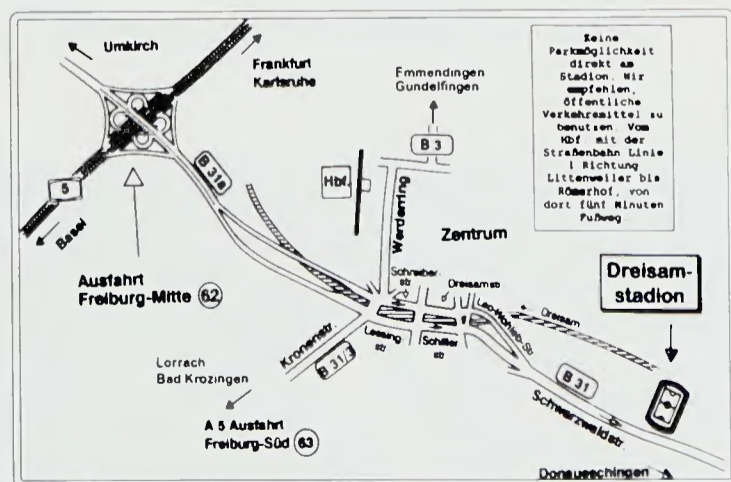 Umkirch
Frankfurt
Karlsruhe
Emmendingen
Gundelfingen
B 3
Keine
Parkmöglichkeit
direkt am
Stadion. Wir
empfehlen,
öffentliche
Verkehrsmittel zu
benutzen. Vom
Hbf. mit der
Straßenbahn Linie
1 Richtung
Littenweiler bis
Römerhof, von
dort fünf Minuten
Fußweg.
5
Basel
B 31a
Hbf.
Werderring
Zentrum
Ausfahrt
Freiburg-Mitte 62
Schreiber-
str
Dreisamstr
Dreisam-
stadion
Dreisam
Kronenstr.
Lessing
str
Schiller
str
B 31/3
Lorrach
Bad Krozingen
B 31
Schwarzwaldstr.
A 5 Ausfahrt
Freiburg-Süd 63
Donaueschingen